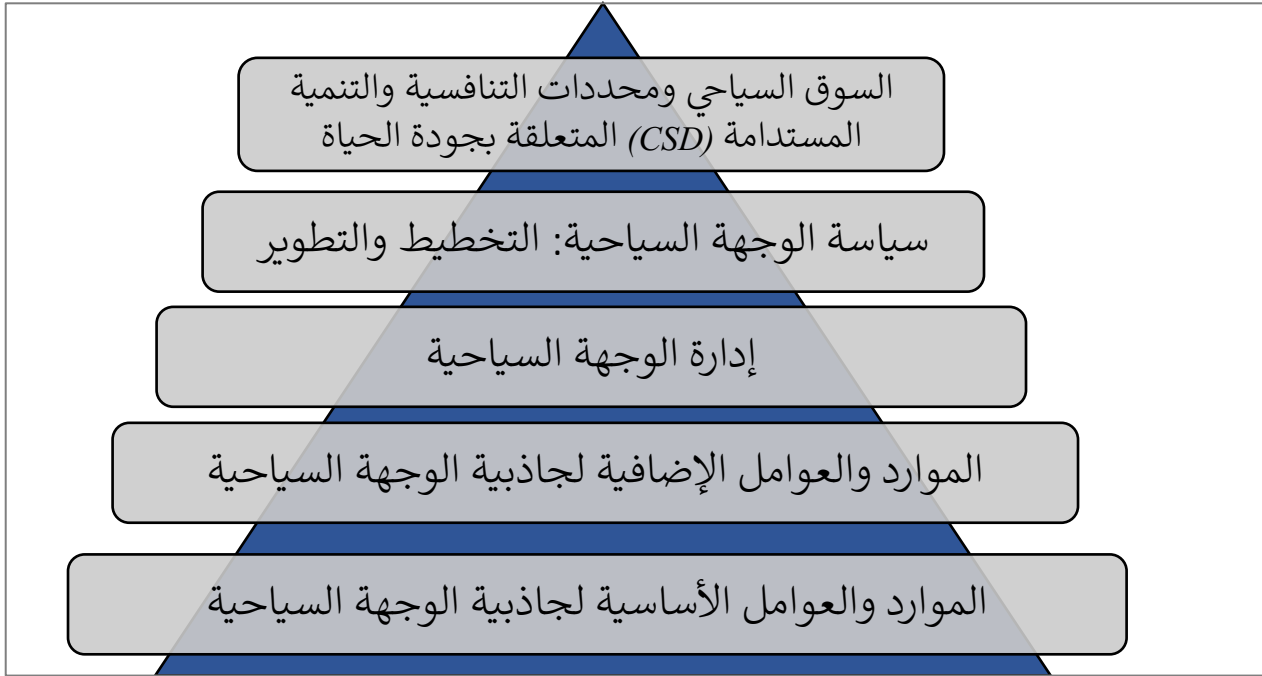 السوق السياحي ومحددات التنافسية والتنمية
المستدامة (CSD) المتعلقة بجودة الحياة
سياسة الوجهة السياحية: التخطيط والتطوير
إدارة الوجهة السياحية
الموارد والعوامل الإضافية لجاذبية الوجهة السياحية
الموارد والعوامل الأساسية لجاذبية الوجهة السياحية